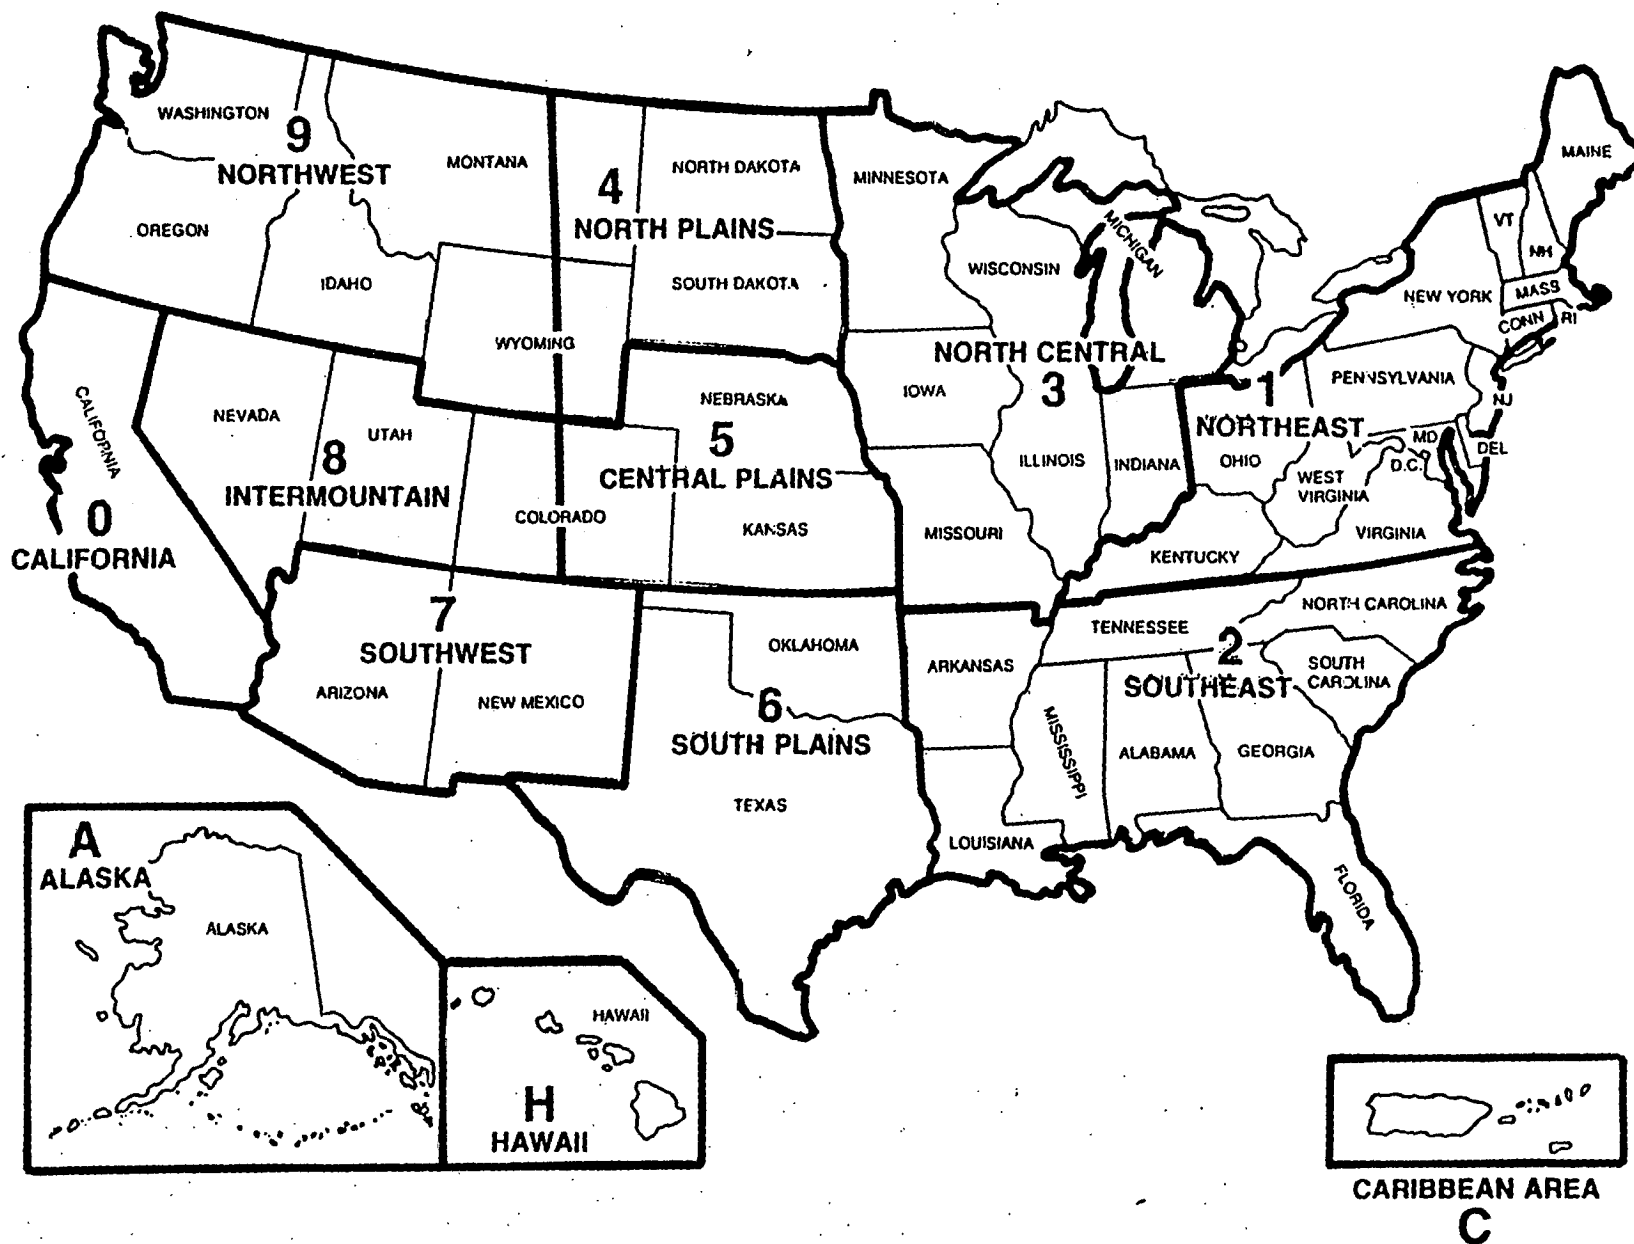 WASHINGTON
9
NORTHWEST
MONTANA
OREGON
IDAHO
WYOMING
4
NORTH PLAINS
NORTH DAKOTA
SOUTH DAKOTA
MINNESOTA
WISCONSIN
MICHIGAN
NORTH CENTRAL
3
IOWA
ILLINOIS
INDIANA
MISSOURI
1
NORTHEAST
OHIO
MAINE
VT
NH
NEW YORK
MASS
CONN
RI
PENNSYLVANIA
NJ
MD
DEL
D.C.
WEST
VIRGINIA
VIRGINIA
KENTUCKY
CALIFORNIA
0
CALIFORNIA
NEVADA
UTAH
8
INTERMOUNTAIN
COLORADO
NEBRASKA
5
CENTRAL PLAINS
KANSAS
7
SOUTHWEST
ARIZONA
NEW MEXICO
OKLAHOMA
6
SOUTH PLAINS
TEXAS
ARKANSAS
LOUISIANA
TENNESSEE
NORTH CAROLINA
2
SOUTHEAST
SOUTH
CAROLINA
MISSISSIPPI
ALABAMA
GEORGIA
FLORIDA
A
ALASKA
ALASKA
HAWAII
H
HAWAII
CARIBBEAN AREA
C